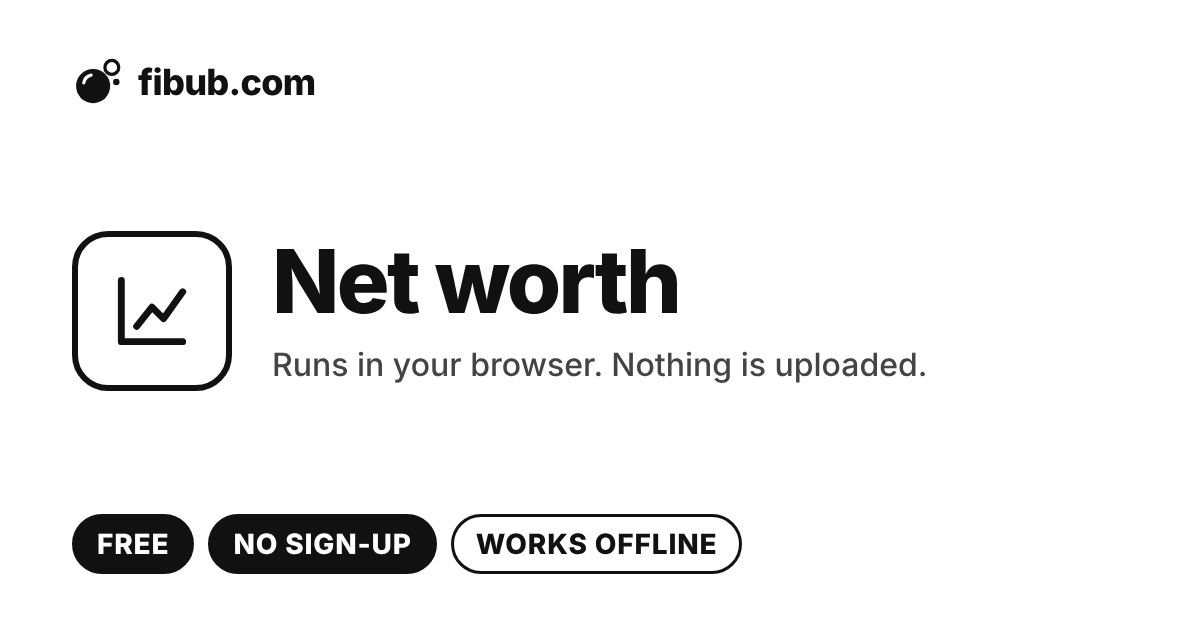 fibub.com
Net worth
Runs in your browser. Nothing is uploaded.
FREE
NO SIGN-UP
WORKS OFFLINE